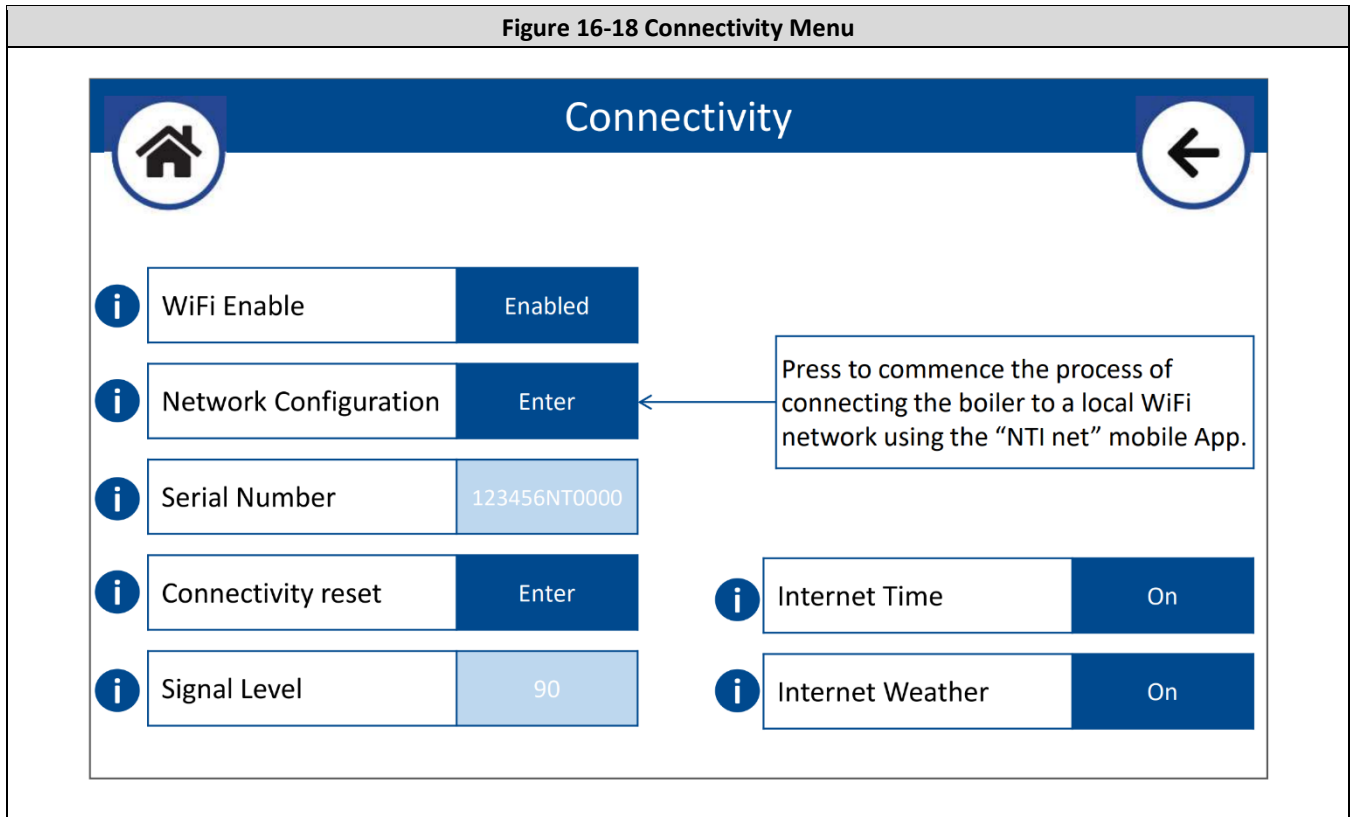 Figure 16-18 Connectivity Menu
Connectivity
WiFi Enable
Enabled
Network Configuration
Enter
Press to commence the process of
connecting the boiler to a local WiFi
network using the “NTI net” mobile App.
Serial Number
123456NT0000
Connectivity reset
Enter
Internet Time
On
Signal Level
90
Internet Weather
On